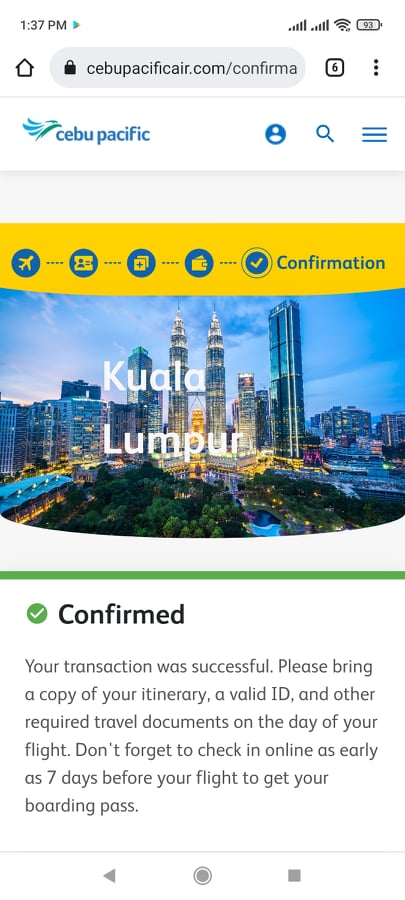 1:37 PM
93
cebupacificair.com/confirma
6
cebu pacific
Confirmation
Kuala
Lumpur
Confirmed
Your transaction was successful. Please bring
a copy of your itinerary, a valid ID, and other
required travel documents on the day of your
flight. Don't forget to check in online as early
as 7 days before your flight to get your
boarding pass.